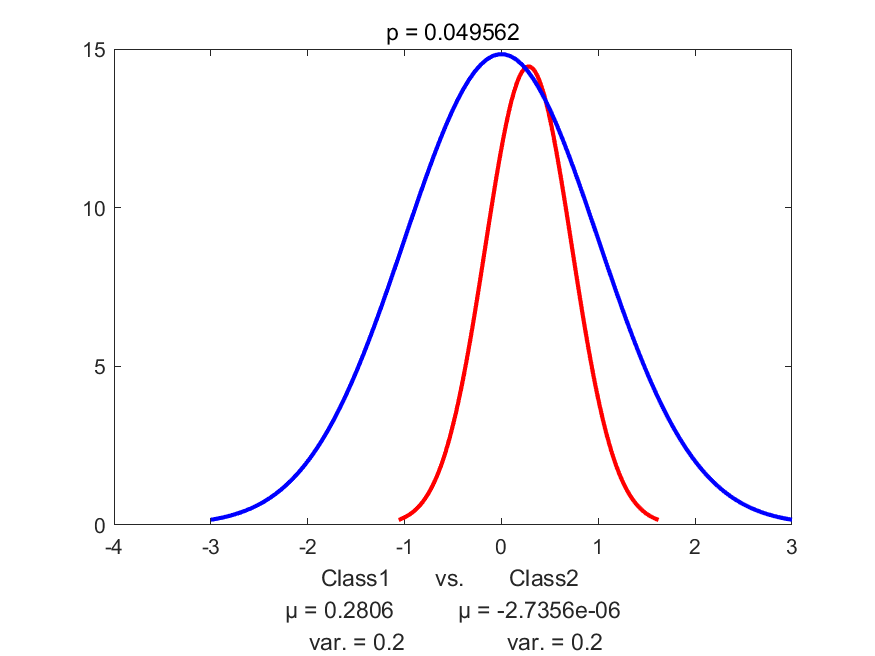 p = 0.049562
15
10
5
0
-4 -3 -2 -1 0 1 2 3
Class1 vs. Class2
μ = 0.2806 μ = -2.7356e-06
var. = 0.2 var. = 0.2